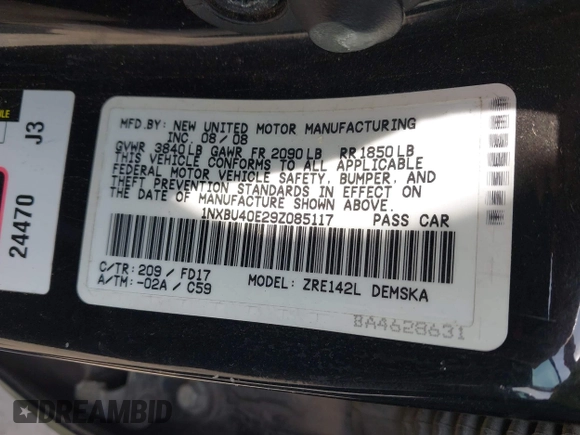 MFD.BY: NEW UNITED MOTOR MANUFACTURING
INC. 08/08
GVWR 3840LB GAWR FR 2090LB RR 1850LB
THIS VEHICLE CONFORMS TO ALL APPLICABLE
FEDERAL MOTOR VEHICLE SAFETY, BUMPER, AND
THEFT PREVENTION STANDARDS IN EFFECT ON
THE DATE OF MANUFACTURE SHOWN ABOVE.
1NXBU40E29Z085117 PASS CAR
C/TR: 209 / FD17
A/TM: -02A / C59
MODEL: ZRE142L DEMSKA
BA4628631
J3
24470
DREAMBID